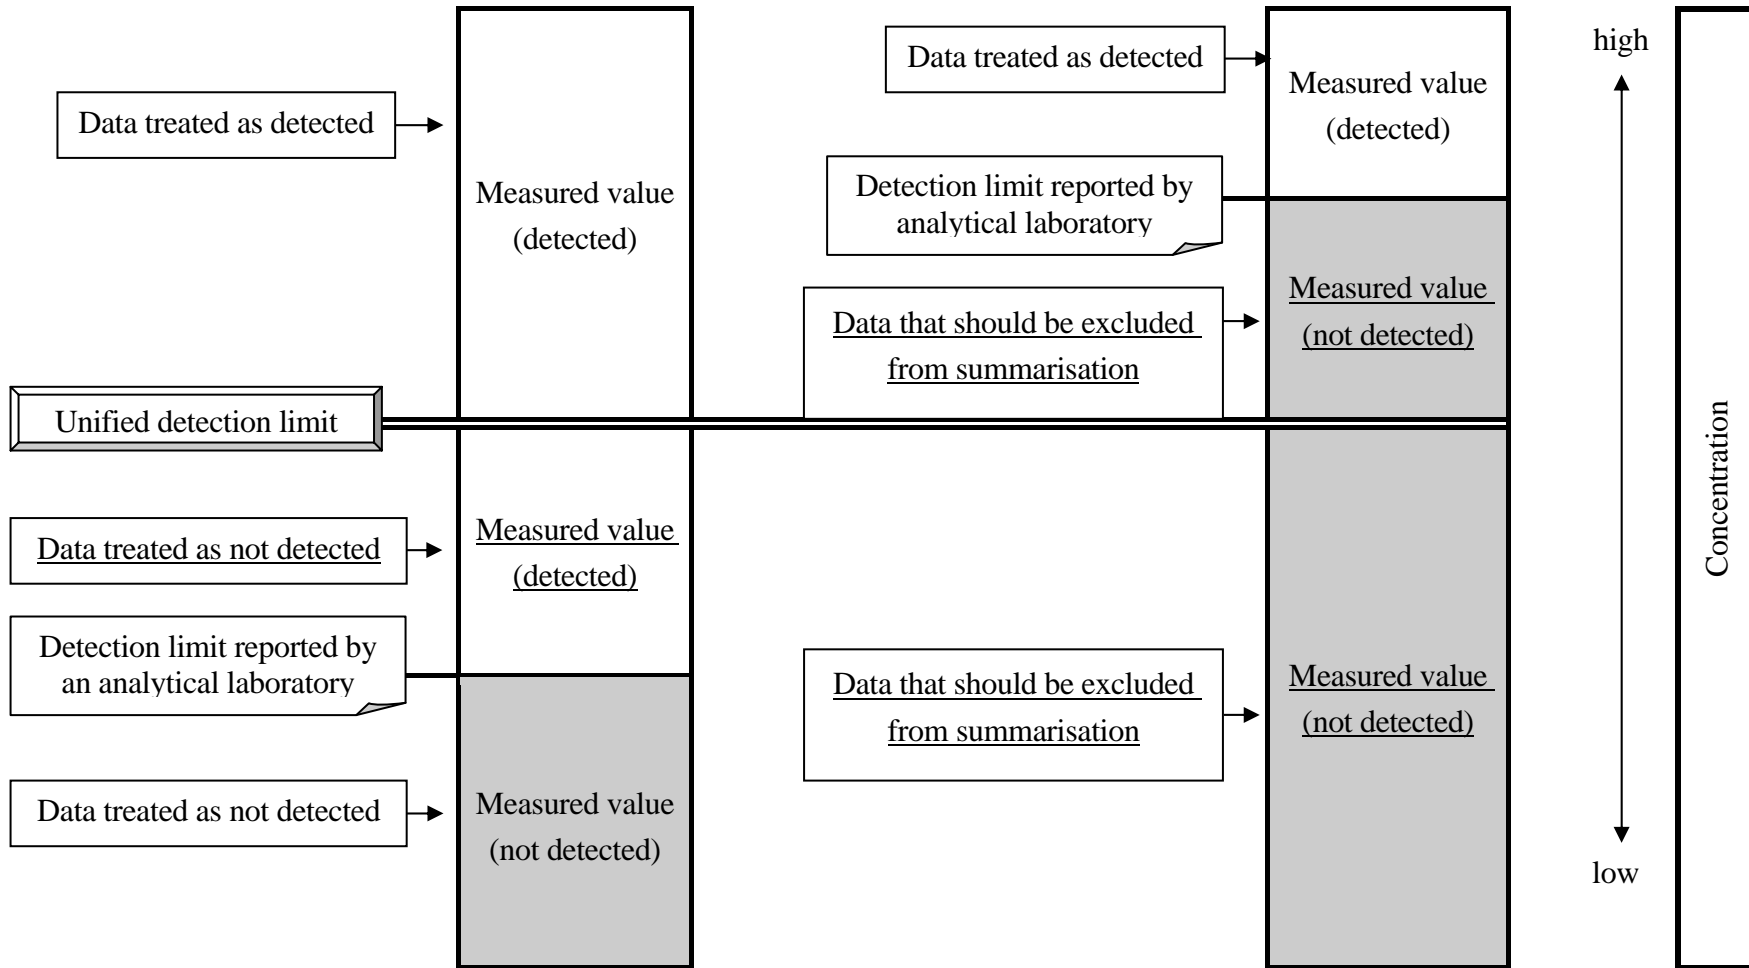 Data treated as detected
Measured value
(detected)
Unified detection limit
Data treated as not detected
Measured value
(detected)
Detection limit reported by
an analytical laboratory
Data treated as not detected
Measured value
(not detected)
Data treated as detected
Measured value
(detected)
Detection limit reported by
analytical laboratory
Data that should be excluded
from summarisation
Measured value
(not detected)
Data that should be excluded
from summarisation
Measured value
(not detected)
high
low
Concentration